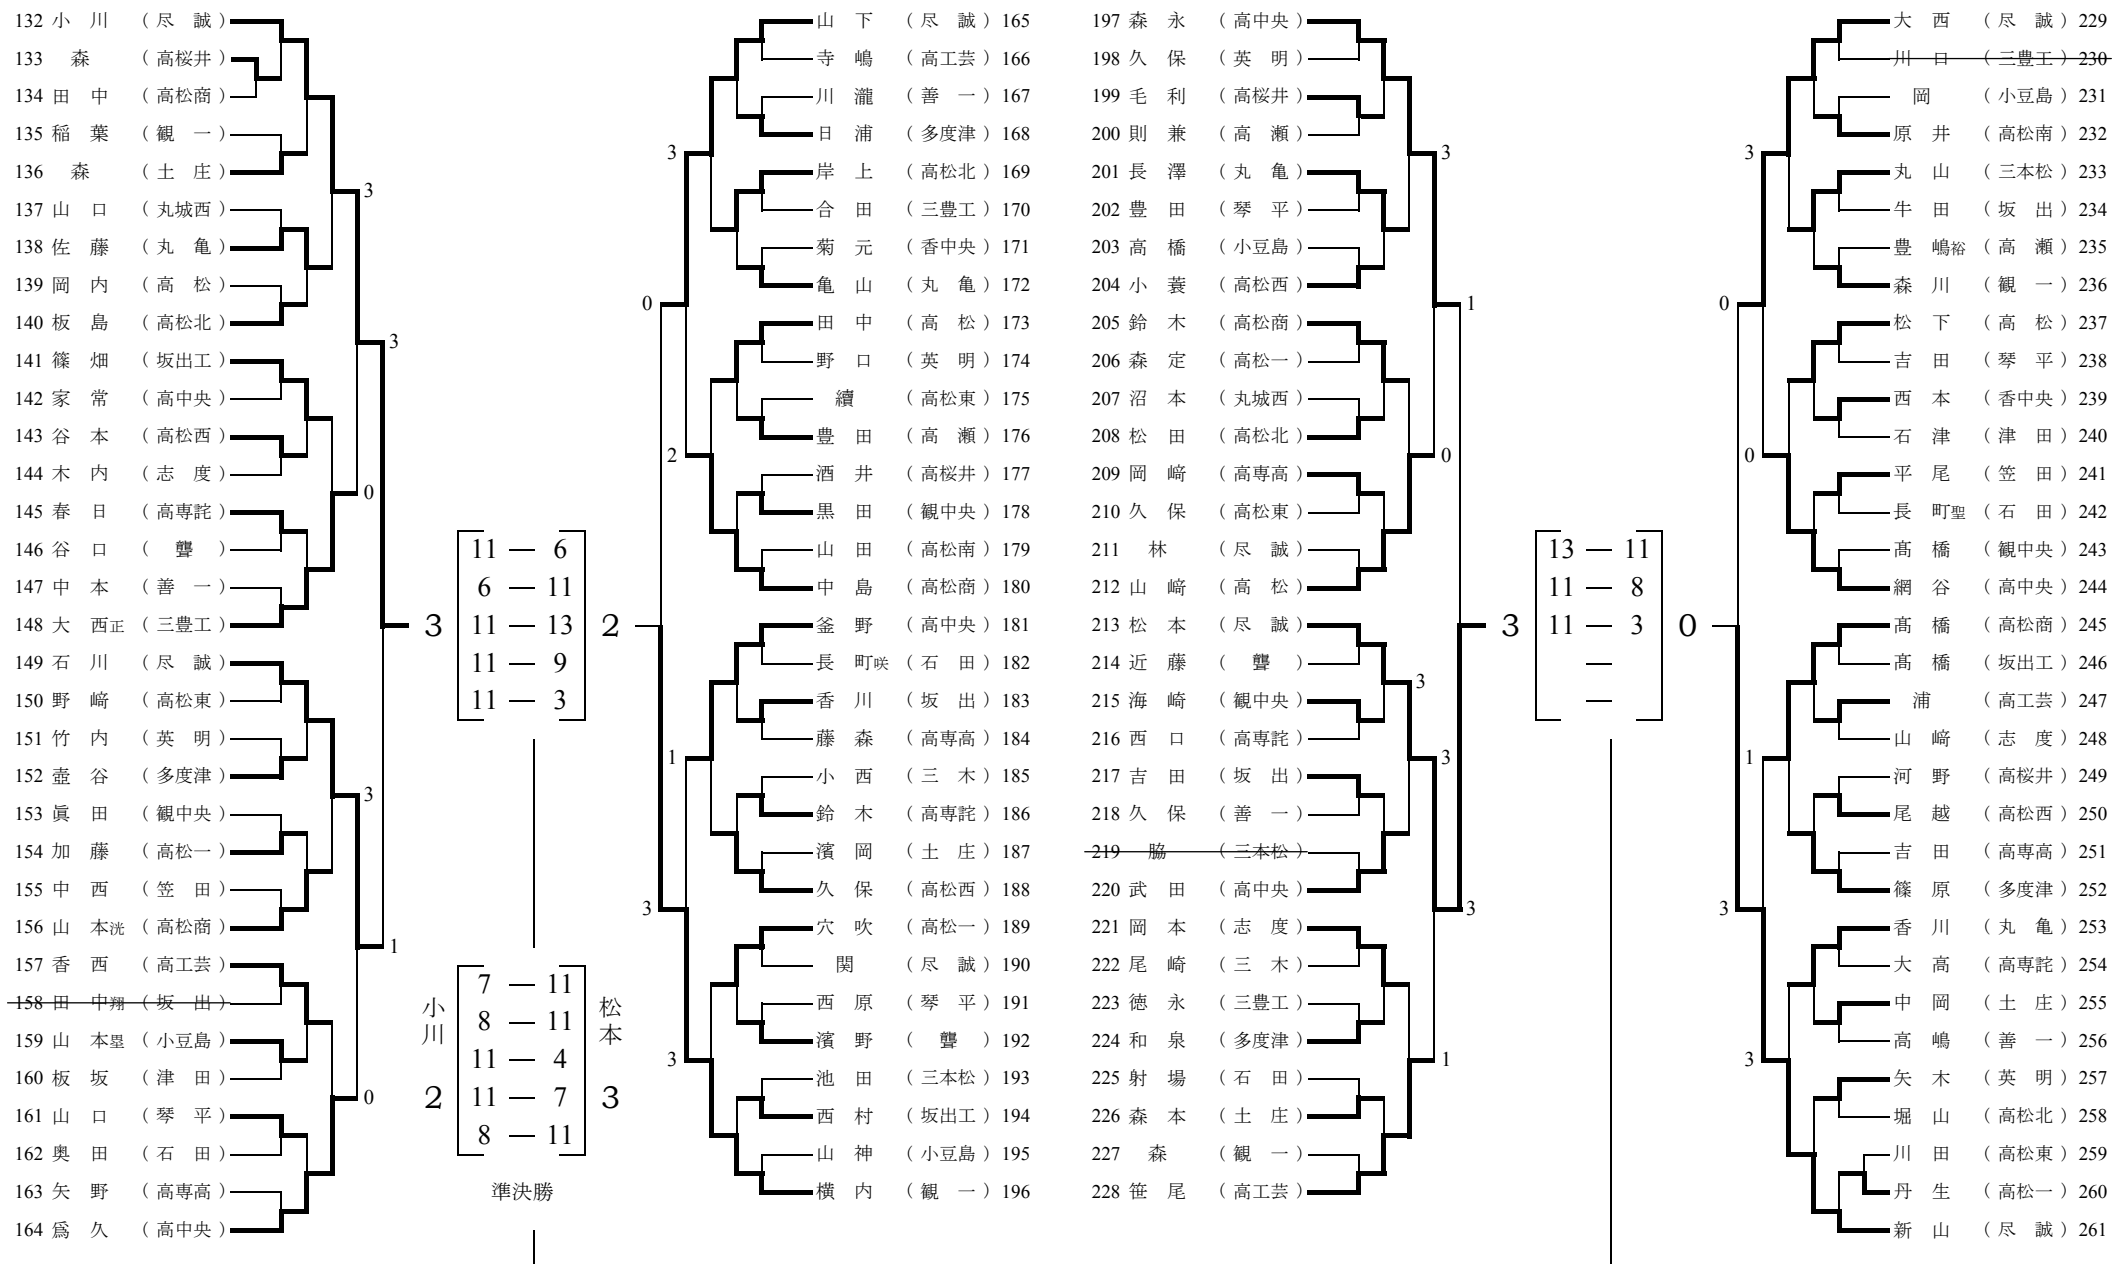 132 小 川 （ 尽 誠 ）
133 森 （ 高桜井 ）
134 田 中 （ 高松商 ）
135 稲 葉 （ 観 一 ）
136 森 （ 土 庄 ）
137 山 口 （ 丸城西 ）
138 佐 藤 （ 丸 亀 ）
139 岡 内 （ 高 松 ）
140 板 島 （ 高松北 ）
141 篠 畑 （ 坂出工 ）
142 家 常 （ 高中央 ）
143 谷 本 （ 高松西 ）
144 木 内 （ 志 度 ）
145 春 日 （ 高専詫 ）
146 谷 口 （ 聾 ）
147 中 本 （ 善 一 ）
148 大 西正 （ 三豊工 ）
149 石 川 （ 尽 誠 ）
150 野 﨑 （ 高松東 ）
151 竹 内 （ 英 明 ）
152 壺 谷 （ 多度津 ）
153 眞 田 （ 観中央 ）
154 加 藤 （ 高松一 ）
155 中 西 （ 笠 田 ）
156 山 本洸 （ 高松商 ）
157 香 西 （ 高工芸 ）
158 田 中翔 （ 坂 出 ）
159 山 本塁 （ 小豆島 ）
160 板 坂 （ 津 田 ）
161 山 口 （ 琴 平 ）
162 奥 田 （ 石 田 ）
163 矢 野 （ 高専高 ）
164 爲 久 （ 高中央 ）
3
3
0
3
1
0
3
11 — 6
6 — 11
11 — 13
11 — 9
11 — 3
2
小川
2
7 — 11
8 — 11
11 — 4
11 — 7
8 — 11
松本
3
準決勝
3
0
2
1
3
3
山 下 （ 尽 誠 ） 165
寺 嶋 （ 高工芸 ） 166
川 瀧 （ 善 一 ） 167
日 浦 （ 多度津 ） 168
岸 上 （ 高松北 ） 169
合 田 （ 三豊工 ） 170
菊 元 （ 香中央 ） 171
亀 山 （ 丸 亀 ） 172
田 中 （ 高 松 ） 173
野 口 （ 英 明 ） 174
續 （ 高松東 ） 175
豊 田 （ 高 瀬 ） 176
酒 井 （ 高桜井 ） 177
黒 田 （ 観中央 ） 178
山 田 （ 高松南 ） 179
中 島 （ 高松商 ） 180
釜 野 （ 高中央 ） 181
長 町咲 （ 石 田 ） 182
香 川 （ 坂 出 ） 183
藤 森 （ 高専高 ） 184
小 西 （ 三 木 ） 185
鈴 木 （ 高専詫 ） 186
濱 岡 （ 土 庄 ） 187
久 保 （ 高松西 ） 188
穴 吹 （ 高松一 ） 189
関 （ 尽 誠 ） 190
西 原 （ 琴 平 ） 191
濱 野 （ 聾 ） 192
池 田 （ 三本松 ） 193
西 村 （ 坂出工 ） 194
山 神 （ 小豆島 ） 195
横 内 （ 観 一 ） 196
197 森 永 （ 高中央 ）
198 久 保 （ 英 明 ）
199 毛 利 （ 高桜井 ）
200 則 兼 （ 高 瀬 ）
201 長 澤 （ 丸 亀 ）
202 豊 田 （ 琴 平 ）
203 高 橋 （ 小豆島 ）
204 小 蓑 （ 高松西 ）
205 鈴 木 （ 高松商 ）
206 森 定 （ 高松一 ）
207 沼 本 （ 丸城西 ）
208 松 田 （ 高松北 ）
209 岡 﨑 （ 高専高 ）
210 久 保 （ 高松東 ）
211 林 （ 尽 誠 ）
212 山 﨑 （ 高 松 ）
213 松 本 （ 尽 誠 ）
214 近 藤 （ 聾 ）
215 海 崎 （ 観中央 ）
216 西 口 （ 高専詫 ）
217 吉 田 （ 坂 出 ）
218 久 保 （ 善 一 ）
219 脇 （ 三本松 ）
220 武 田 （ 高中央 ）
221 岡 本 （ 志 度 ）
222 尾 崎 （ 三 木 ）
223 徳 永 （ 三豊工 ）
224 和 泉 （ 多度津 ）
225 射 場 （ 石 田 ）
226 森 本 （ 土 庄 ）
227 森 （ 観 一 ）
228 笹 尾 （ 高工芸 ）
3
1
0
3
3
3
1
3
13 — 11
11 — 8
11 — 3
—
—
0
3
0
0
1
3
3
大 西 （ 尽 誠 ） 229
川 口 （ 三豊工 ） 230
岡 （ 小豆島 ） 231
原 井 （ 高松南 ） 232
丸 山 （ 三本松 ） 233
牛 田 （ 坂 出 ） 234
豊 嶋裕 （ 高 瀬 ） 235
森 川 （ 観 一 ） 236
松 下 （ 高 松 ） 237
吉 田 （ 琴 平 ） 238
西 本 （ 香中央 ） 239
石 津 （ 津 田 ） 240
平 尾 （ 笠 田 ） 241
長 町聖 （ 石 田 ） 242
髙 橋 （ 観中央 ） 243
網 谷 （ 高中央 ） 244
髙 橋 （ 高松商 ） 245
髙 橋 （ 坂出工 ） 246
浦 （ 高工芸 ） 247
山 﨑 （ 志 度 ） 248
河 野 （ 高桜井 ） 249
尾 越 （ 高松西 ） 250
吉 田 （ 高専高 ） 251
篠 原 （ 多度津 ） 252
香 川 （ 丸 亀 ） 253
大 高 （ 高専詫 ） 254
中 岡 （ 土 庄 ） 255
高 嶋 （ 善 一 ） 256
矢 木 （ 英 明 ） 257
堀 山 （ 高松北 ） 258
川 田 （ 高松東 ） 259
丹 生 （ 高松一 ） 260
新 山 （ 尽 誠 ） 261